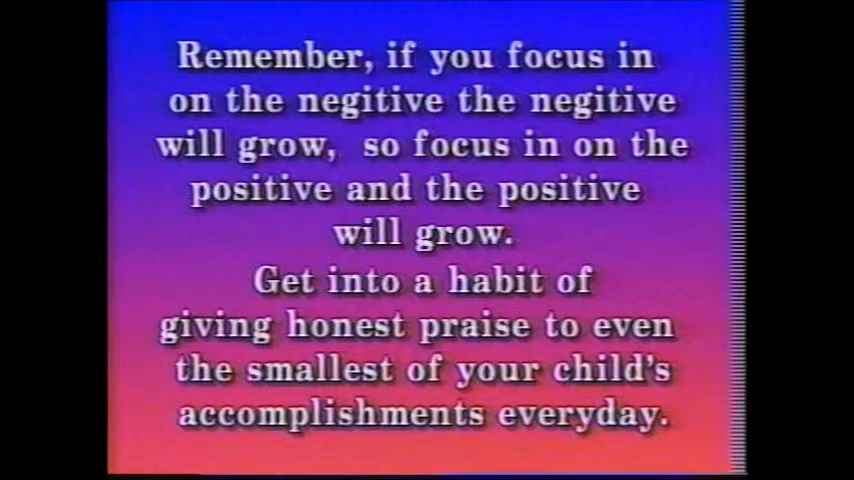 Remember, if you focus in
on the negitive the negitive
will grow, so focus in on the
positive and the positive
will grow.
Get into a habit of
giving honest praise to even
the smallest of your child's
accomplishments everyday.